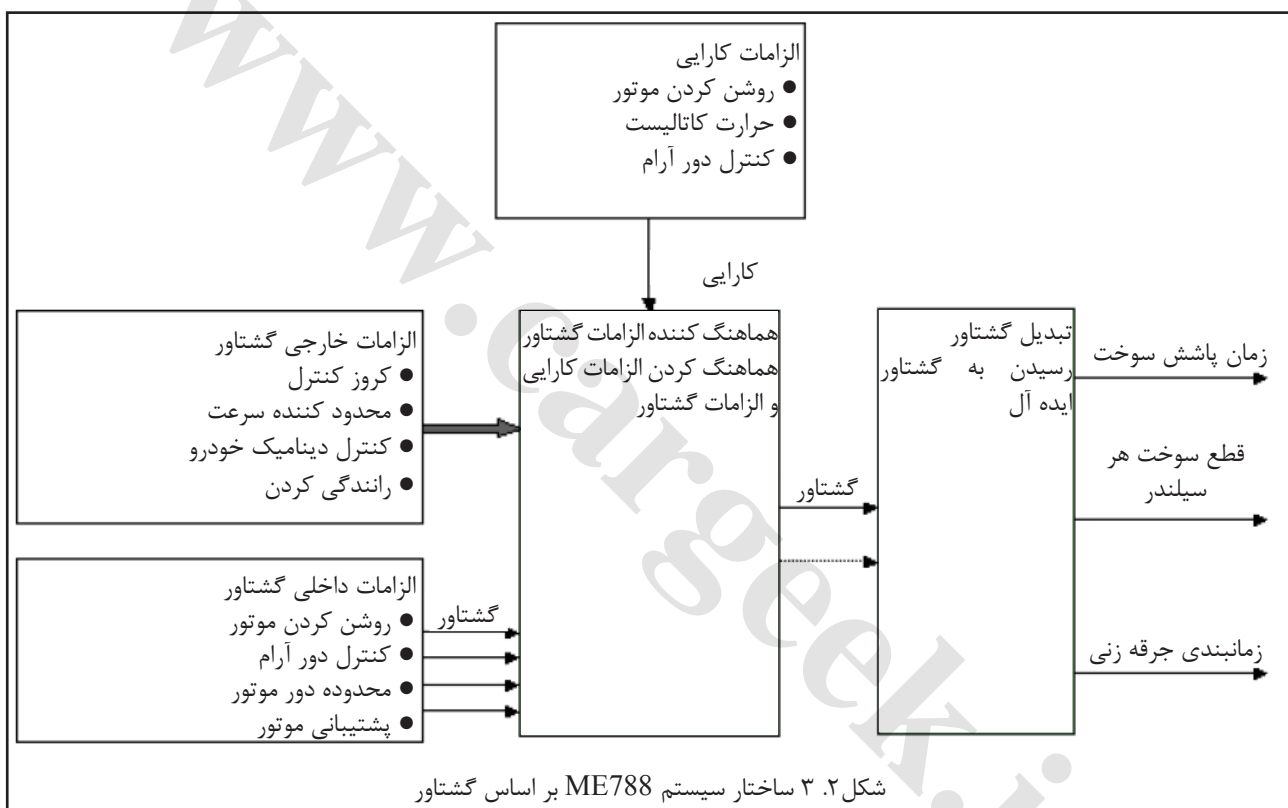 الزامات کارایی
● روشن کردن موتور
● حرارت کاتالیست
● کنترل دور آرام
کارایی
الزامات خارجی گشتاور
● کروز کنترل
● محدود کننده سرعت
● کنترل دینامیک خودرو
● رانندگی کردن
هماهنگ کننده الزامات گشتاور
هماهنگ کردن الزامات کارایی
و الزامات گشتاور
تبدیل گشتاور
رسیدن به گشتاور
ایده آل
زمان پاشش سوخت
قطع سوخت هر
سیلندر
زمانبندی جرقه زنی
گشتاور
الزامات داخلی گشتاور
● روشن کردن موتور
● کنترل دور آرام
● محدوده دور موتور
● پشتیبانی موتور
گشتاور
شکل۲. ۳ ساختار سیستم ME788 بر اساس گشتاور
www.cargeek.i